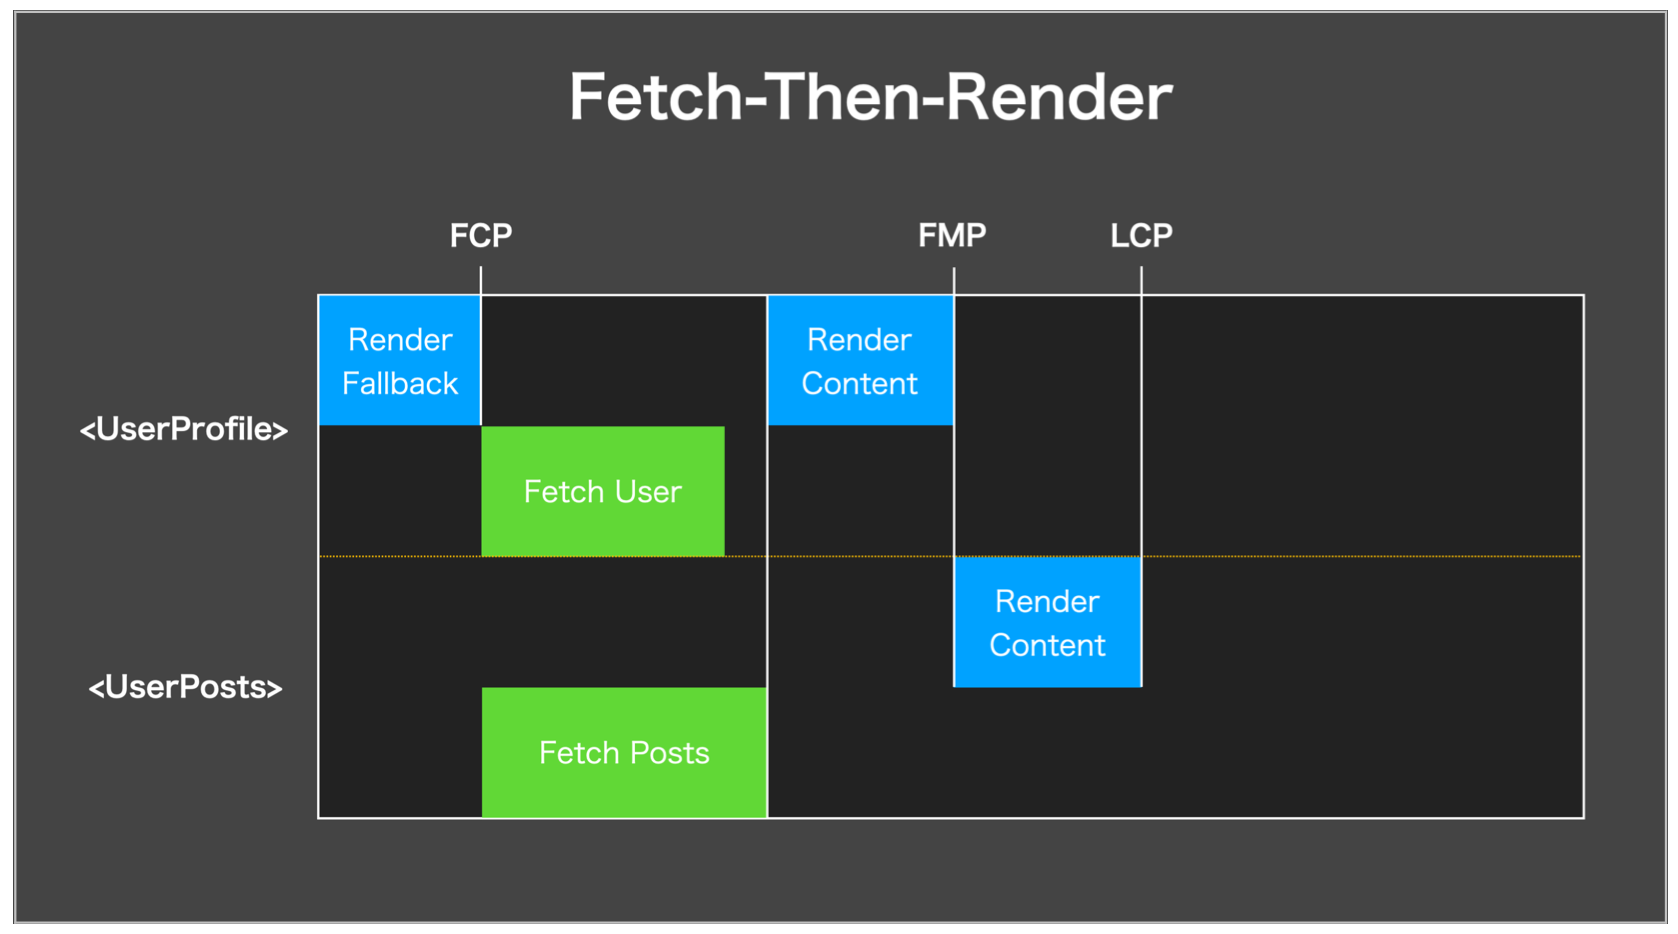 Fetch-Then-Render
FCP
FMP
LCP
Render
Fallback
Render
Content
<UserProfile>
Fetch User
Render
Content
<UserPosts>
Fetch Posts